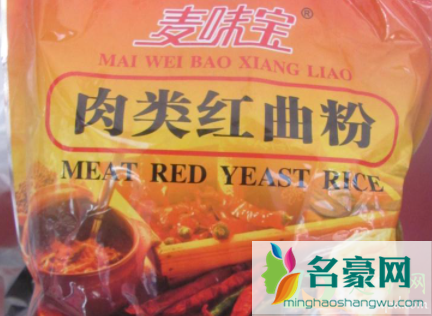 麦味宝®
MAI WEI BAO XIANG LIAO
肉类红曲粉
MEAT RED YEAST RICE
名豪网
minghaoshangwu.com